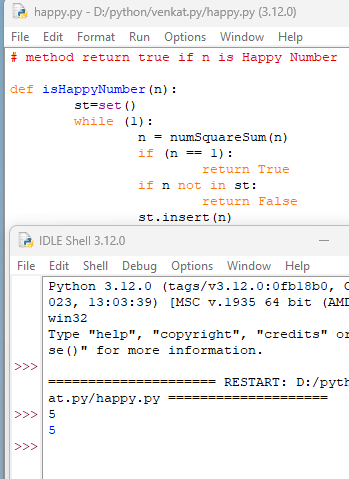 happy.py - D:/python/venkat.py/happy.py (3.12.0)
File Edit Format Run Options Window Help
# method return true if n is Happy Number
def isHappyNumber(n):
st=set()
while (1):
n = numSquareSum(n)
if (n == 1):
return True
if n not in st:
return False
st.insert(n)
IDLE Shell 3.12.0
File Edit Shell Debug Options Window Help
Python 3.12.0 (tags/v3.12.0:0fb18b0,
023, 13:03:39) [MSC v.1935 64 bit (AMD
win32
Type "help", "copyright", "credits" or
se()" for more information.
>>>
====================== RESTART: D:/pyth
at.py/happy.py ====================
>>> 5
5
>>>